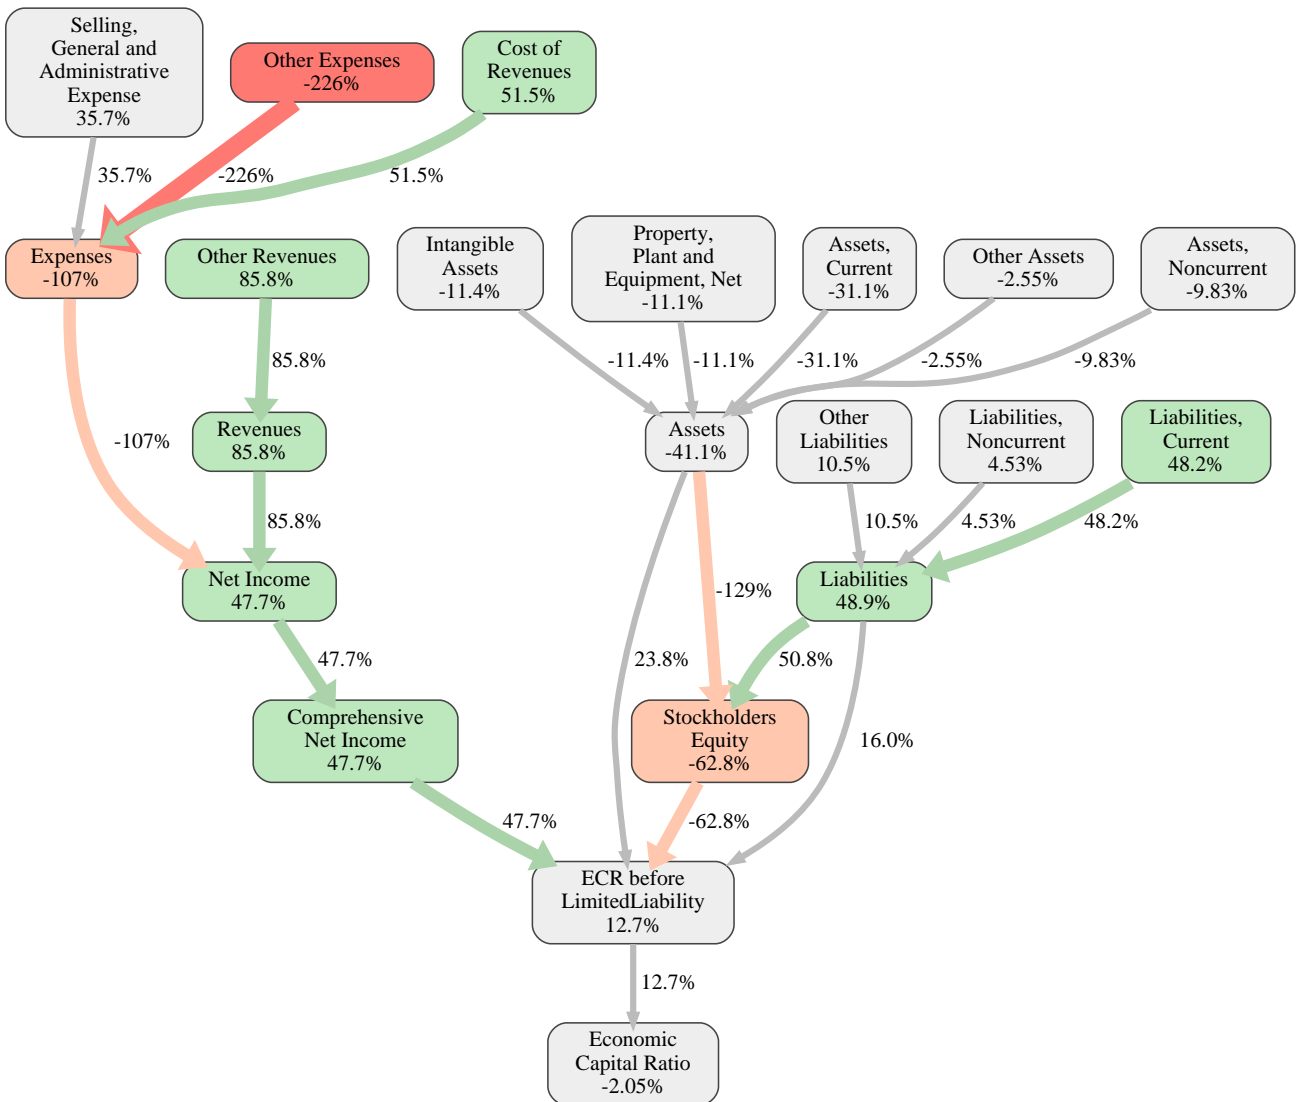 Selling,
General and
Administrative
Expense
35.7%
Other Expenses
-226%
Cost of
Revenues
51.5%
35.7%
-226%
51.5%
Expenses
-107%
Other Revenues
85.8%
Intangible
Assets
-11.4%
Property,
Plant and
Equipment, Net
-11.1%
Assets,
Current
-31.1%
Other Assets
-2.55%
Assets,
Noncurrent
-9.83%
85.8%
-11.4%
-11.1%
-31.1%
-2.55%
-9.83%
-107%
Revenues
85.8%
Assets
-41.1%
Other
Liabilities
10.5%
Liabilities,
Noncurrent
4.53%
Liabilities,
Current
48.2%
85.8%
10.5%
4.53%
48.2%
Net Income
47.7%
-129%
Liabilities
48.9%
47.7%
23.8%
50.8%
Comprehensive
Net Income
47.7%
Stockholders
Equity
-62.8%
16.0%
47.7%
-62.8%
ECR before
LimitedLiability
12.7%
12.7%
Economic
Capital Ratio
-2.05%